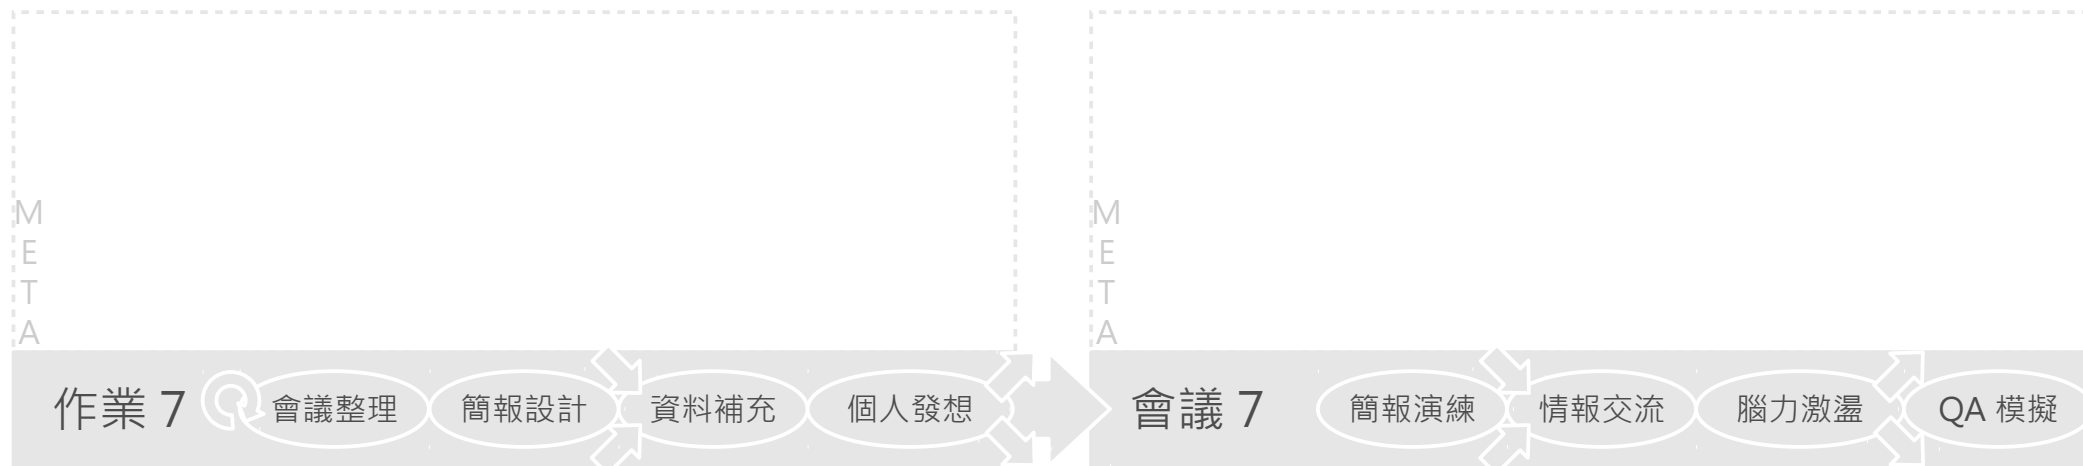 M
E
T
A
作業 7
會議整理
簡報設計
資料補充
個人發想
M
E
T
A
會議 7
簡報演練
情報交流
腦力激盪
QA 模擬